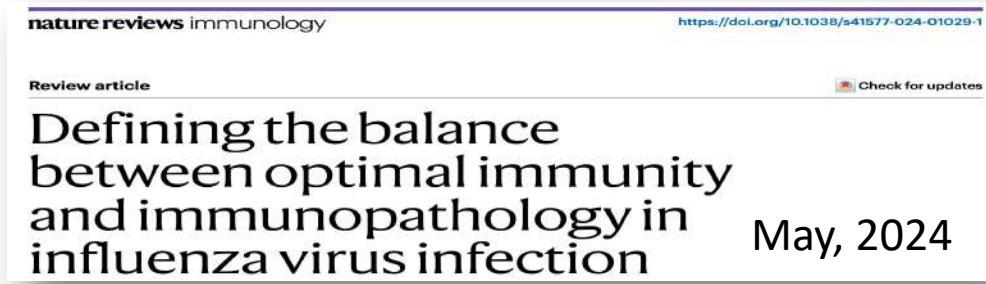 nature reviews immunology
https://doi.org/10.1038/s41577-024-01029-1
Review article
Check for updates
Defining the balance
between optimal immunity
and immunopathology in
influenza virus infection
May, 2024